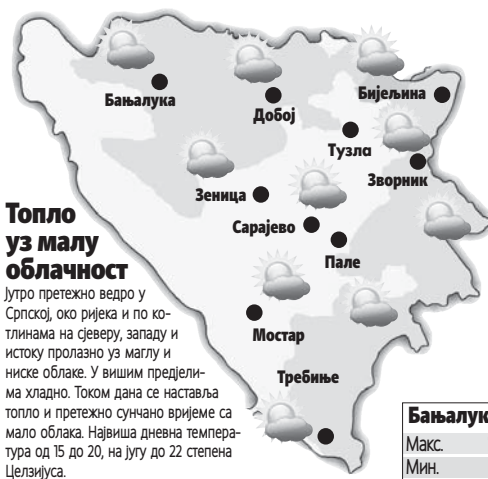 Бањалука
Добој
Бијељина
Тузла
Зворник
Зеница
Сарајево
Пале
Мостар
Требиње
Топло
уз малу
облачност
Јутро претежно ведро у
Српској, око ријека и по ко-
тлинама на сјеверу, западу и
истоку пролазно уз маглу и
ниске облаке. У вишим предјели-
ма хладно. Током дана се наставља
топло и претежно сунчано вријеме са
мало облака. Највиша дневна темпера-
тура од 15 до 20, на југу до 22 степена
Целзијуса.
Макс.
Мин.